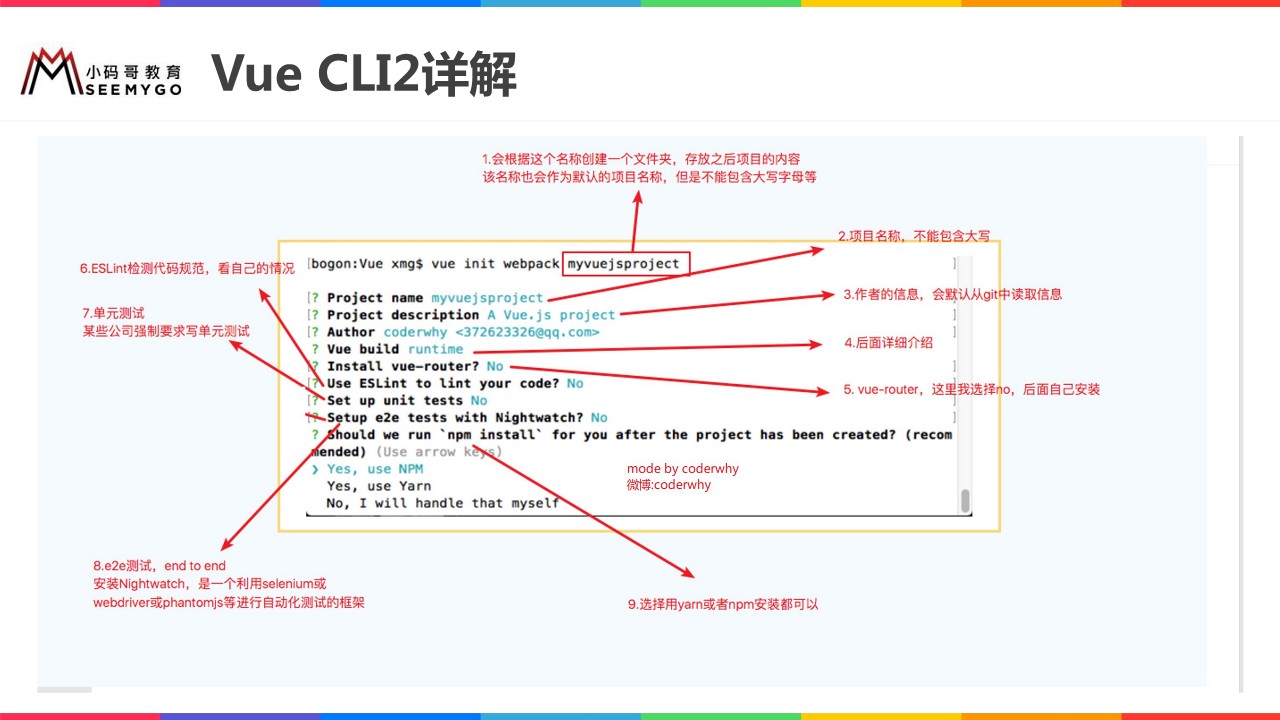 小码哥教育
SEEMYGO
Vue CLI2详解
1.会根据这个名称创建一个文件夹，存放之后项目的内容
该名称也会作为默认的项目名称，但是不能包含大写字母等
2.项目名称，不能包含大写
6.ESLint检测代码规范，看自己的情况
[bogon:Vue xmg$ vue init webpack myvuejsproject ]
[? Project name myvuejsproject ]
3.作者的信息，会默认从git中读取信息
7.单元测试
某些公司强制要求写单元测试
[? Project description A Vue.js project ]
[? Author coderwhy <372623326@qq.com> ]
? Vue build runtime
4.后面详细介绍
[? Install vue-router? No ]
[? Use ESLint to lint your code? No ]
5. vue-router，这里我选择no，后面自己安装
[? Set up unit tests No ]
[? Setup e2e tests with Nightwatch? No ]
? Should we run `npm install` for you after the project has been created? (recom
mended) (Use arrow keys)
❯ Yes, use NPM
Yes, use Yarn
No, I will handle that myself
mode by coderwhy
微博:coderwhy
8.e2e测试，end to end
安装Nightwatch，是一个利用selenium或
webdriver或phantomjs等进行自动化测试的框架
9.选择用yarn或者npm安装都可以